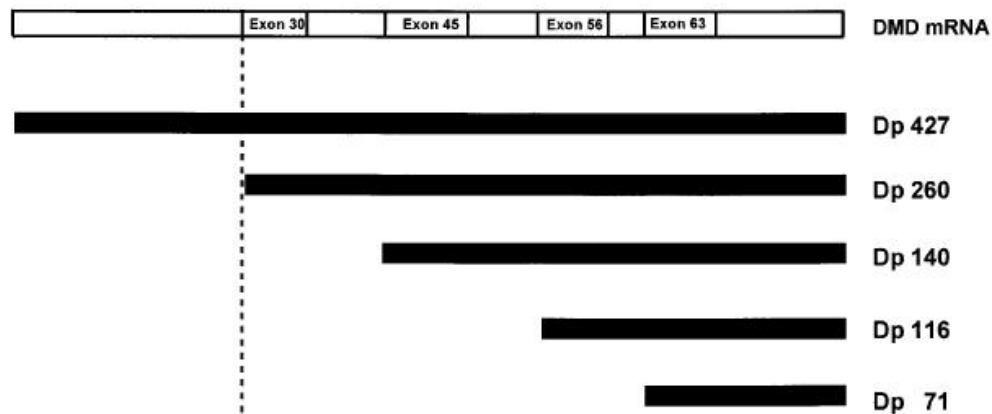 Exon 30 Exon 45 Exon 56 Exon 63 DMD mRNA
Dp 427
Dp 260
Dp 140
Dp 116
Dp 71